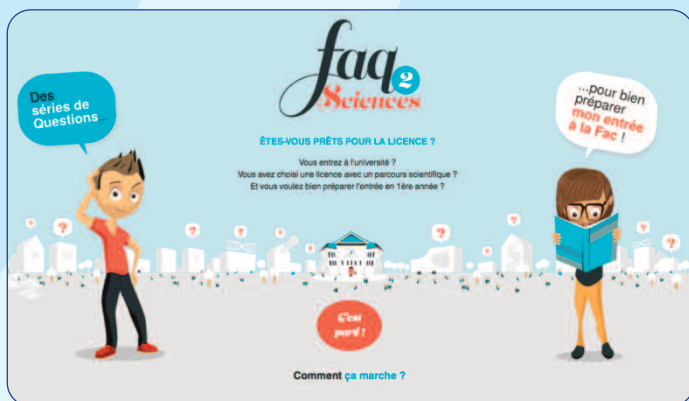 faq2
Sciences
Des
séries de
Questions...
...pour bien
préparer
mon entrée
à la Fac !
ÊTES-VOUS PRÊTS POUR LA LICENCE ?
Vous entrez à l'université ?
Vous avez choisi une licence avec un parcours scientifique ?
Et vous voulez bien préparer l'entrée en 1ère année ?
?
?
?
?
?
?
?
?
?
C'est
parti !
Comment ça marche ?